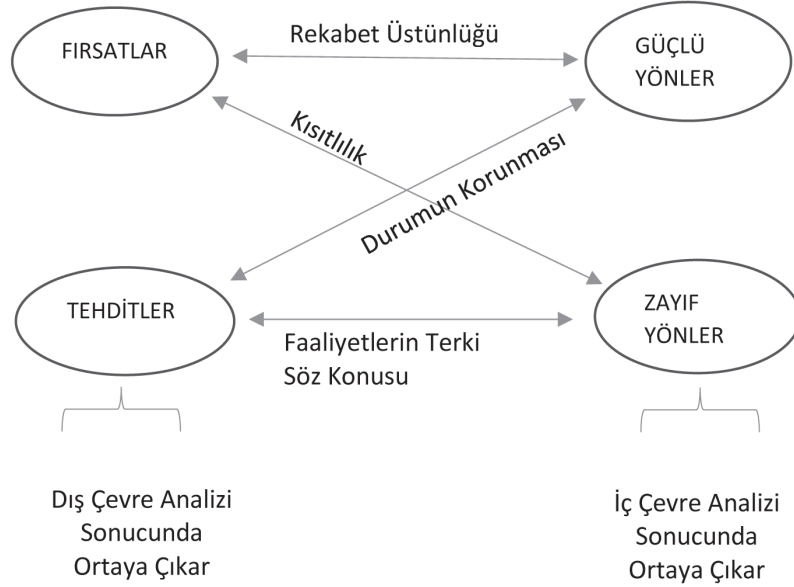 FIRSATLAR
Rekabet Üstünlüğü
GÜÇLÜ
YÖNLER
Kısıtlılık
Durumun Korunması
TEHDİTLER
ZAYIF
YÖNLER
Faaliyetlerin Terki
Söz Konusu
Dış Çevre Analizi
Sonucunda
Ortaya Çıkar
İç Çevre Analizi
Sonucunda
Ortaya Çıkar